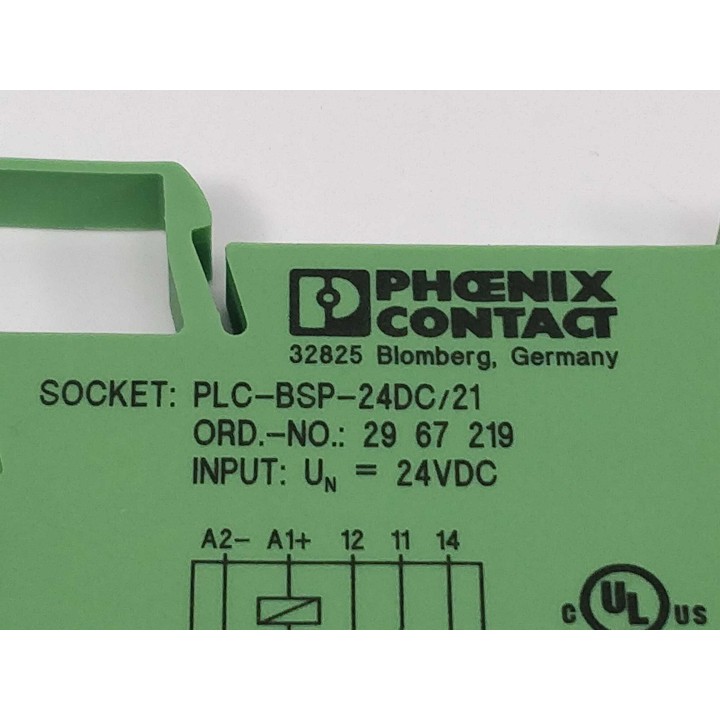 PHŒNIX
CONTACT
32825 Blomberg, Germany
SOCKET: PLC-BSP-24DC/21
ORD.-NO.: 29 67 219
INPUT: UN = 24VDC
A2- A1+ 12 11 14
C UL US